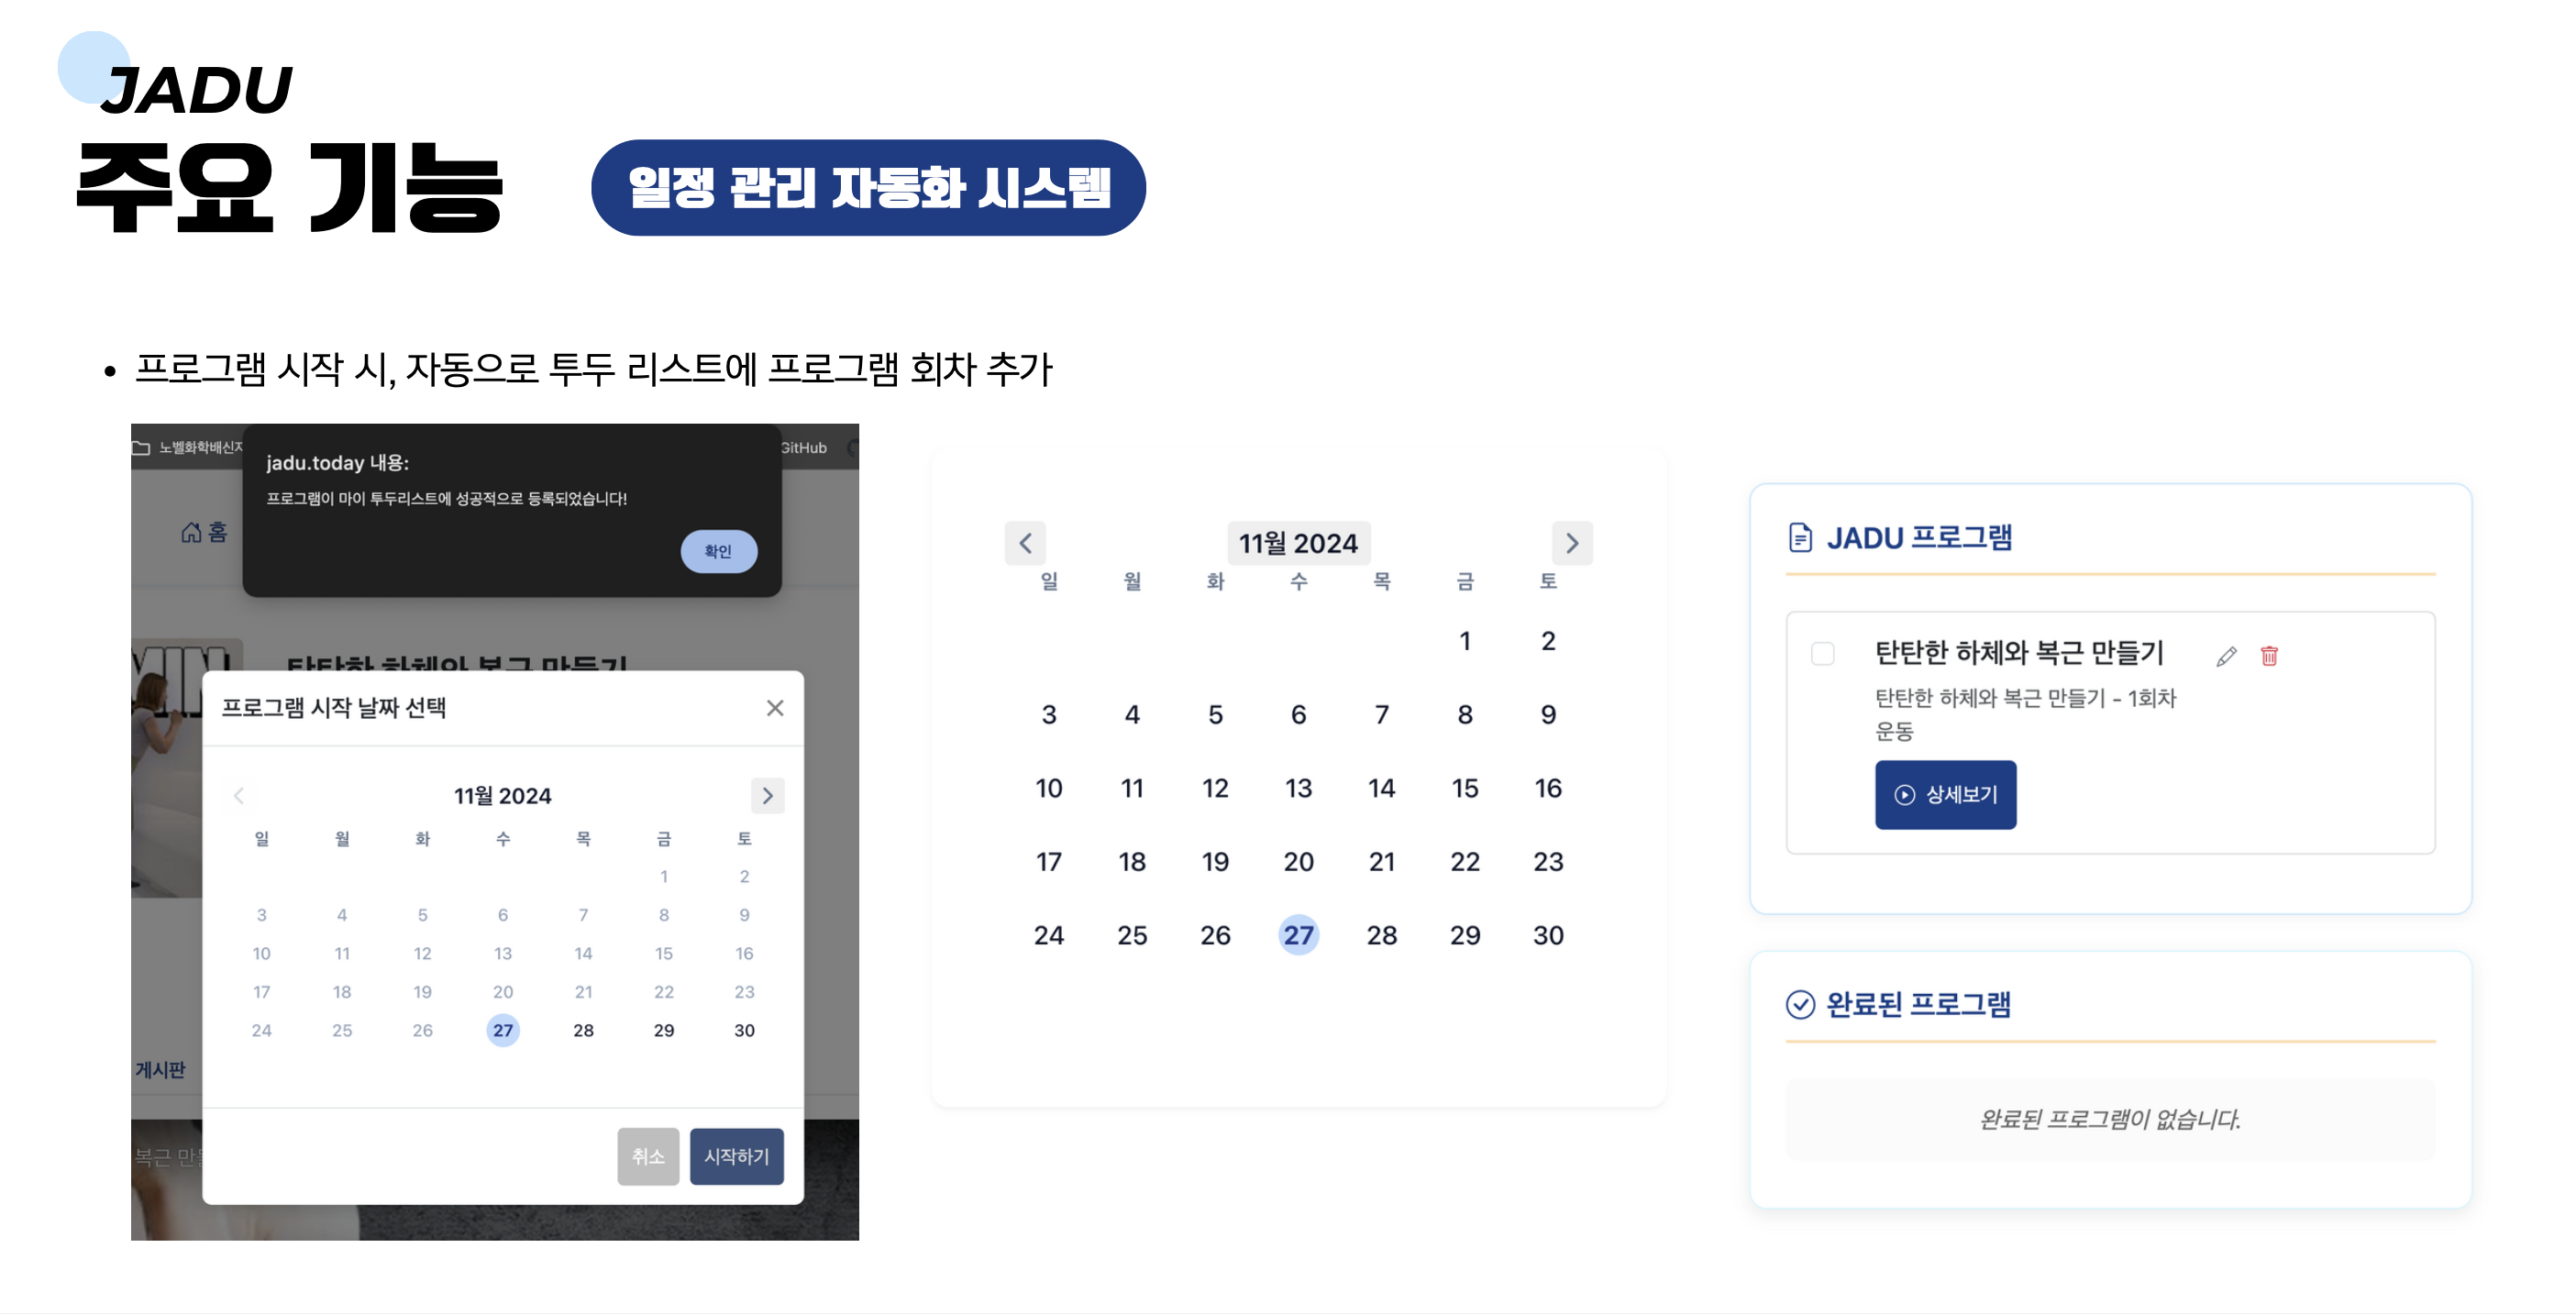 JADU
주요 기능
일정 관리 자동화 시스템
• 프로그램 시작 시, 자동으로 투두 리스트에 프로그램 회차 추가
노벨화학배신자
GitHub
jadu.today 내용:
프로그램이 마이 투두리스트에 성공적으로 등록되었습니다!
확인
홈
탄탄한 하체와 복근 만들기
프로그램 시작 날짜 선택
11월 2024
일 월 화 수 목 금 토
1 2
3 4 5 6 7 8 9
10 11 12 13 14 15 16
17 18 19 20 21 22 23
24 25 26 27 28 29 30
게시판
복근 만
취소
시작하기
11월 2024
일 월 화 수 목 금 토
1 2
3 4 5 6 7 8 9
10 11 12 13 14 15 16
17 18 19 20 21 22 23
24 25 26 27 28 29 30
JADU 프로그램
탄탄한 하체와 복근 만들기
탄탄한 하체와 복근 만들기 - 1회차
운동
상세보기
완료된 프로그램
완료된 프로그램이 없습니다.